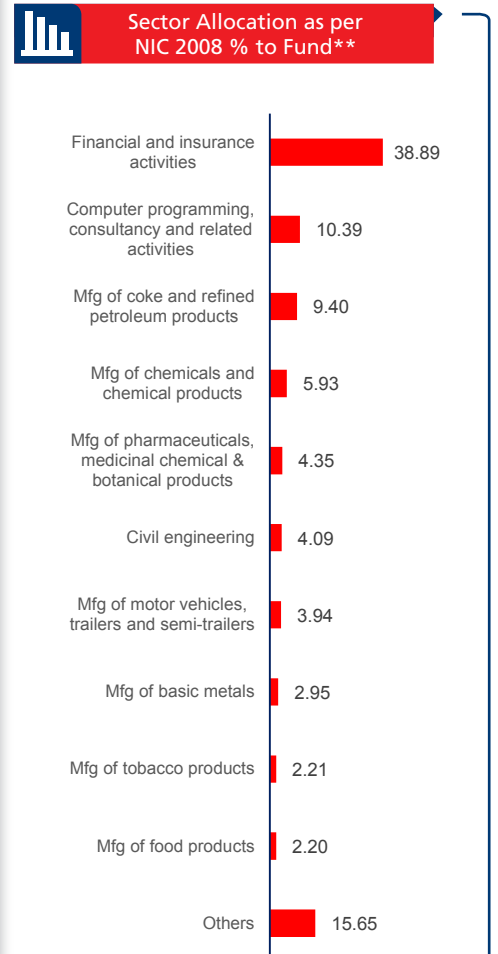 Sector Allocation as per
NIC 2008 % to Fund**
Financial and insurance
activities
38.89
Computer programming,
consultancy and related
activities
10.39
Mfg of coke and refined
petroleum products
9.40
Mfg of chemicals and
chemical products
5.93
Mfg of pharmaceuticals,
medicinal chemical &
botanical products
4.35
Civil engineering
4.09
Mfg of motor vehicles,
trailers and semi-trailers
3.94
Mfg of basic metals
2.95
Mfg of tobacco products
2.21
Mfg of food products
2.20
Others
15.65